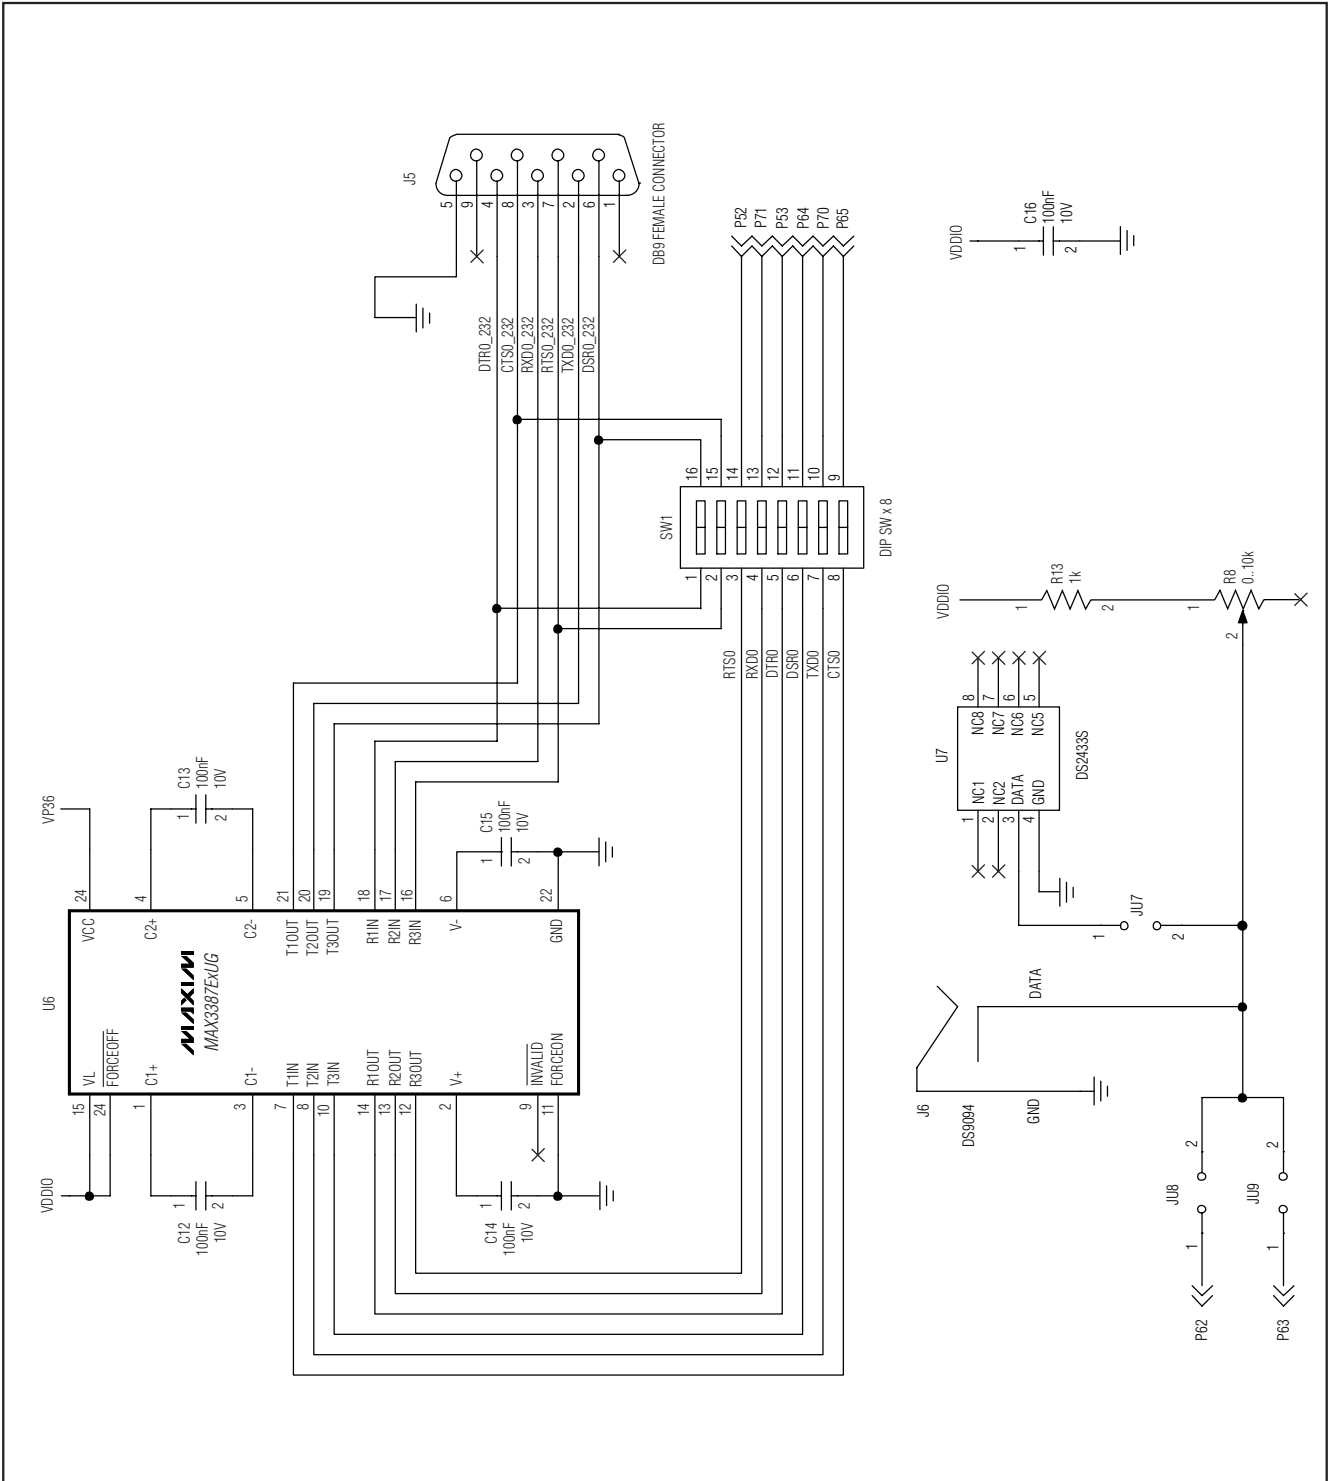 J5
5
9
4
8
3
7
2
6
1
DB9 FEMALE CONNECTOR
DTR0_232
CTS0_232
RXD0_232
RTS0_232
TXD0_232
DSR0_232
P52
P71
P53
P64
P70
P65
VDDIO
1
2
C16
100nF
10V
SW1
16
15
14
13
12
11
10
9
1
2
3
4
5
6
7
8
DIP SW x 8
RTS0
RXD0
DTR0
DSR0
TXD0
CTS0
VDDIO
1
2
R13
1k
1
2
R8
0..10k
U7
8
7
6
5
NC8
NC7
NC6
NC5
NC1
NC2
DATA
GND
1
2
3
4
DS2433S
JU7
1
2
VP36
C13
100nF
10V
1
2
C15
100nF
10V
1
2
24
4
5
21
20
19
18
17
16
6
22
VCC
C2+
C2-
T1OUT
T2OUT
T3OUT
R1IN
R2IN
R3IN
V-
GND
U6
MAXIM
MAX3387ExUG
VL
FORCEOFF
C1+
C1-
T1IN
T2IN
T3IN
R1OUT
R2OUT
R3OUT
V+
INVALID
FORCEON
15
24
1
3
7
8
10
14
13
12
2
9
11
VDDIO
1
2
C12
100nF
10V
1
2
C14
100nF
10V
J6
DS9094
GND
DATA
JU8
2
1
JU9
2
1
P62
P63